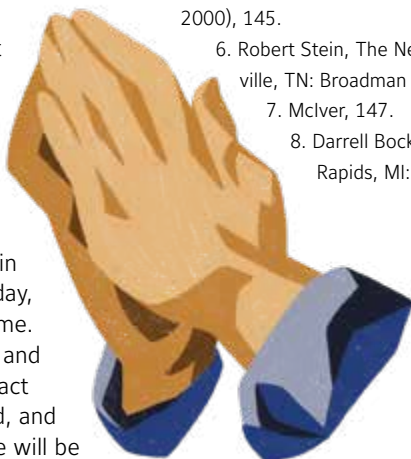 t
in
day,
me.
and
act
d, and
e will be
2000), 145.
6. Robert Stein, The Ne
ville, TN: Broadman
7. McIver, 147.
8. Darrell Bock
Rapids, MI: